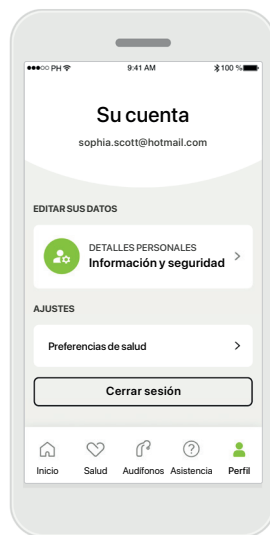 ●●●○○ PH 9:41 AM 100 %
Su cuenta
sophia.scott@hotmail.com
EDITAR SUS DATOS
DETALLES PERSONALES
Información y seguridad
AJUSTES
Preferencias de salud
Cerrar sesión
Inicio Salud Audífonos Asistencia Perfil